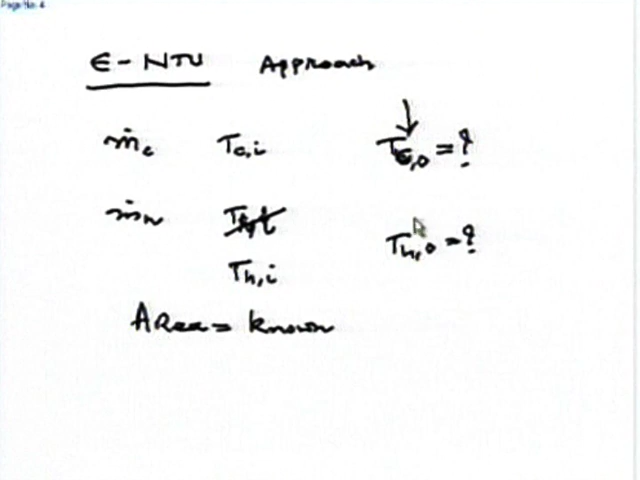 Page No. 4
ε - NTU Approach
ṁc Tc,i Tc,o = ?
ṁh
Th,i Th,o = ?
Area = known